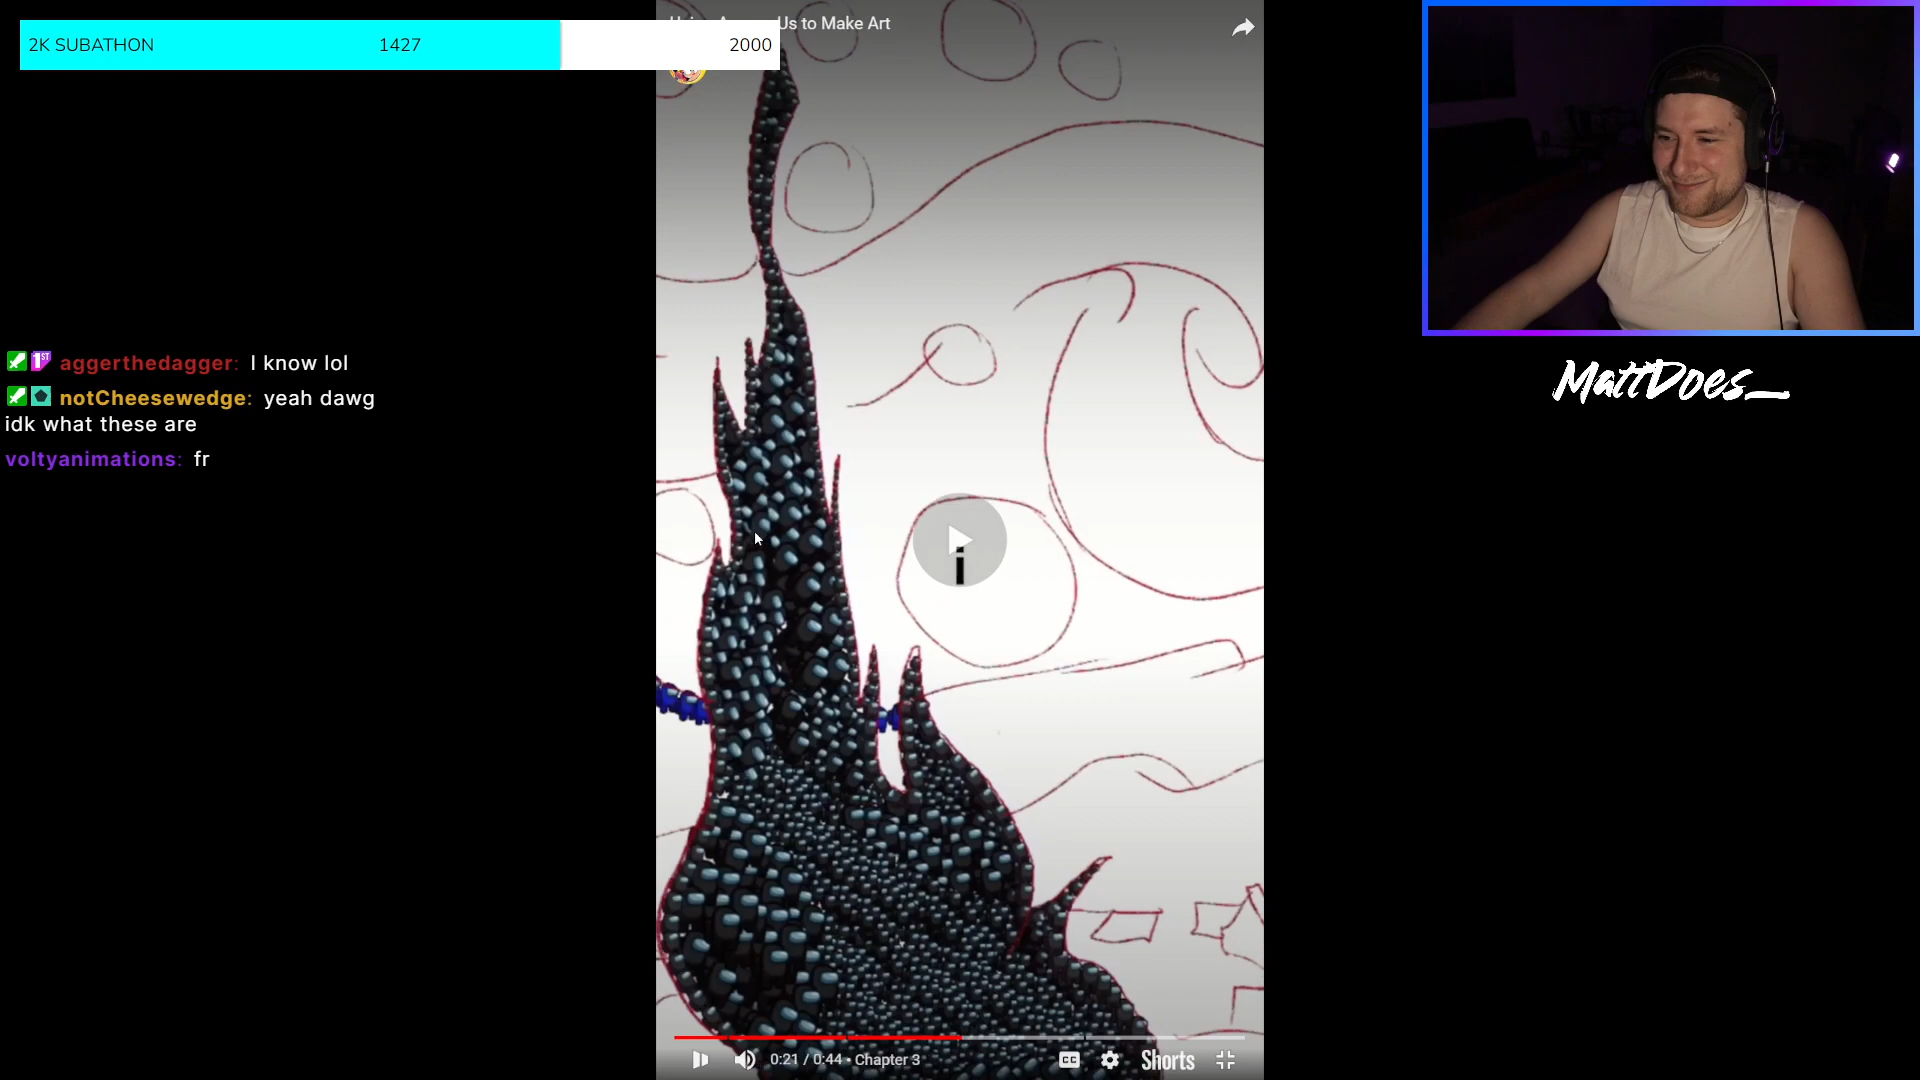 2K SUBATHON 1427 2000
Us to Make Art
aggerthedagger: I know lol
notCheesewedge: yeah dawg
idk what these are
voltyanimations: fr
MattDoes_
i
0:21 / 0:44 • Chapter 3 CC Shorts